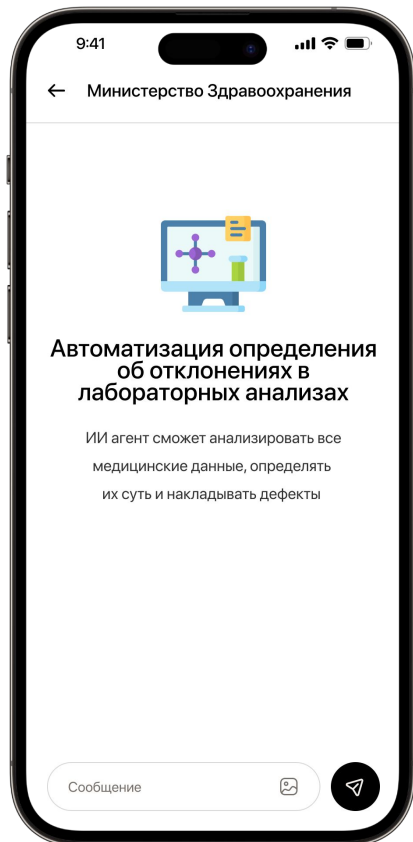 9:41
Министерство Здравоохранения
Автоматизация определения
об отклонениях в
лабораторных анализах
ИИ агент сможет анализировать все
медицинские данные, определять
их суть и накладывать дефекты
Сообщение